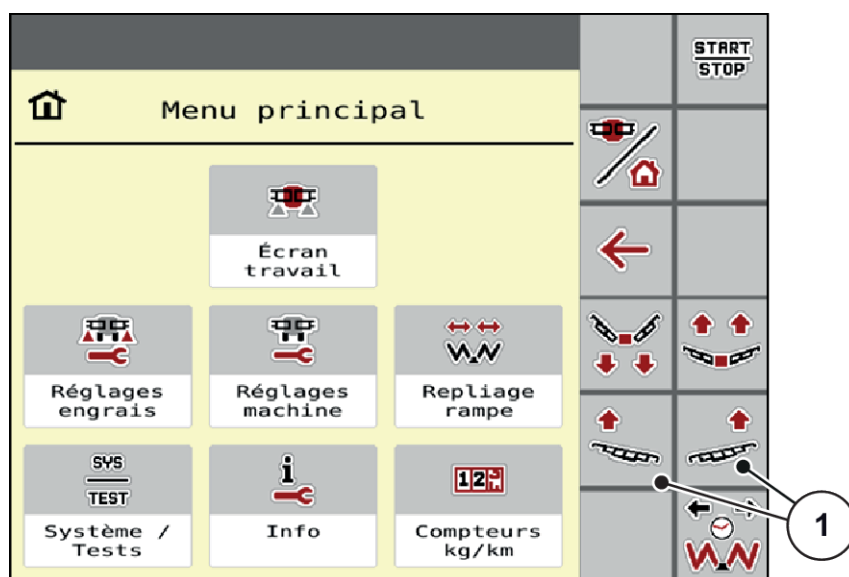 START
STOP
Menu principal
Écran
travail
Réglages
engrais
Réglages
machine
Repliage
rampe
SYS
TEST
i
12
Système /
Tests
Info
Compteurs
kg/km
1